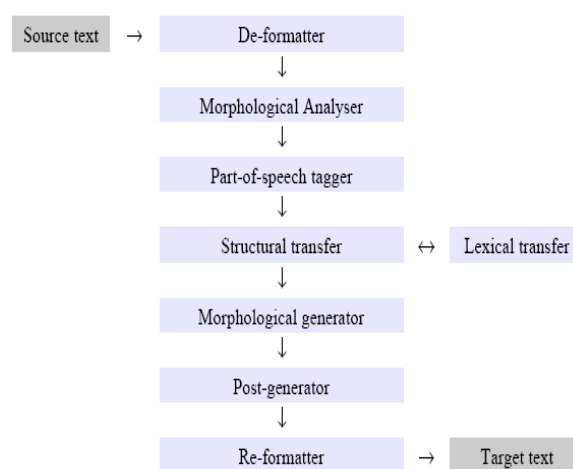 Source text → De-formatter
↓
Morphological Analyser
↓
Part-of-speech tagger
↓
Structural transfer ↔ Lexical transfer
↓
Morphological generator
↓
Post-generator
↓
Re-formatter → Target text